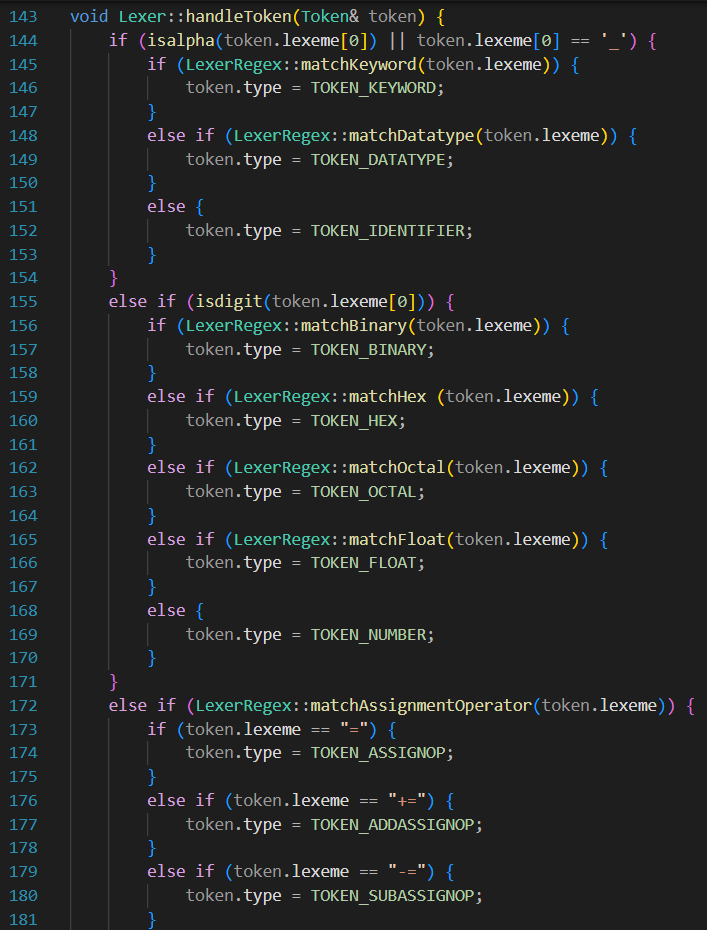 143 void Lexer::handleToken(Token& token) {
144     if (isalpha(token.lexeme[0]) || token.lexeme[0] == '_') {
145         if (LexerRegex::matchKeyword(token.lexeme)) {
146             token.type = TOKEN_KEYWORD;
147         }
148         else if (LexerRegex::matchDatatype(token.lexeme)) {
149             token.type = TOKEN_DATATYPE;
150         }
151         else {
152             token.type = TOKEN_IDENTIFIER;
153         }
154     }
155     else if (isdigit(token.lexeme[0])) {
156         if (LexerRegex::matchBinary(token.lexeme)) {
157             token.type = TOKEN_BINARY;
158         }
159         else if (LexerRegex::matchHex (token.lexeme)) {
160             token.type = TOKEN_HEX;
161         }
162         else if (LexerRegex::matchOctal(token.lexeme)) {
163             token.type = TOKEN_OCTAL;
164         }
165         else if (LexerRegex::matchFloat(token.lexeme)) {
166             token.type = TOKEN_FLOAT;
167         }
168         else {
169             token.type = TOKEN_NUMBER;
170         }
171     }
172     else if (LexerRegex::matchAssignmentOperator(token.lexeme)) {
173         if (token.lexeme == "=") {
174             token.type = TOKEN_ASSIGNOP;
175         }
176         else if (token.lexeme == "+=") {
177             token.type = TOKEN_ADDASSIGNOP;
178         }
179         else if (token.lexeme == "-=") {
180             token.type = TOKEN_SUBASSIGNOP;
181         }